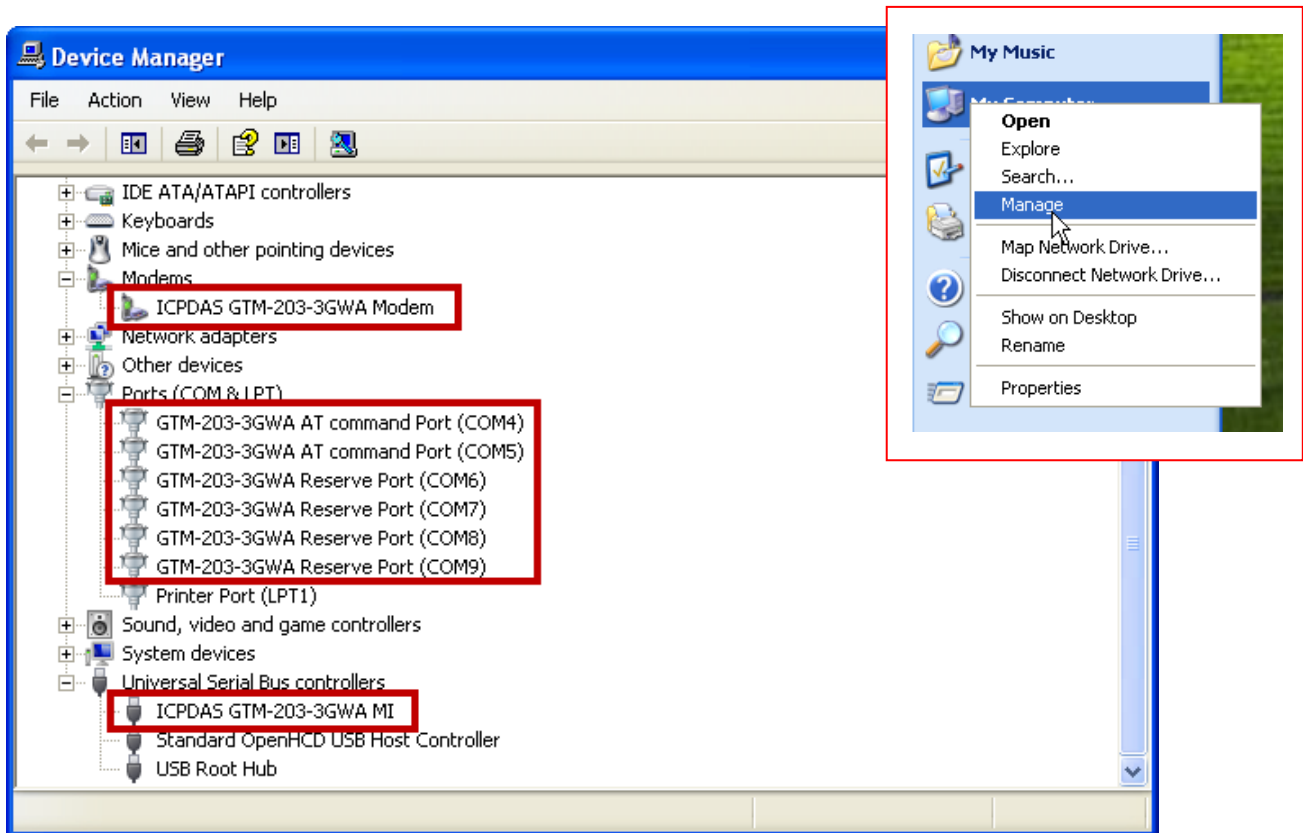 Device Manager
File Action View Help
IDE ATA/ATAPI controllers
Keyboards
Mice and other pointing devices
Modems
ICPDAS GTM-203-3GWA Modem
Network adapters
Other devices
Ports (COM & LPT)
GTM-203-3GWA AT command Port (COM4)
GTM-203-3GWA AT command Port (COM5)
GTM-203-3GWA Reserve Port (COM6)
GTM-203-3GWA Reserve Port (COM7)
GTM-203-3GWA Reserve Port (COM8)
GTM-203-3GWA Reserve Port (COM9)
Printer Port (LPT1)
Sound, video and game controllers
System devices
Universal Serial Bus controllers
ICPDAS GTM-203-3GWA MI
Standard OpenHCD USB Host Controller
USB Root Hub
My Music
My Computer
Open
Explore
Search...
Manage
Map Network Drive...
Disconnect Network Drive...
Show on Desktop
Rename
Properties